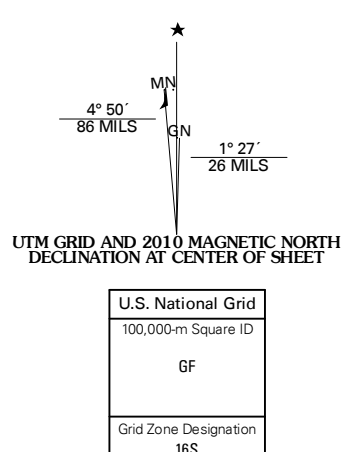 MN
4° 50´
86 MILS
GN
1° 27´
26 MILS
UTM GRID AND 2010 MAGNETIC NORTH
DECLINATION AT CENTER OF SHEET
U.S. National Grid
100,000-m Square ID
GF
Grid Zone Designation
16S